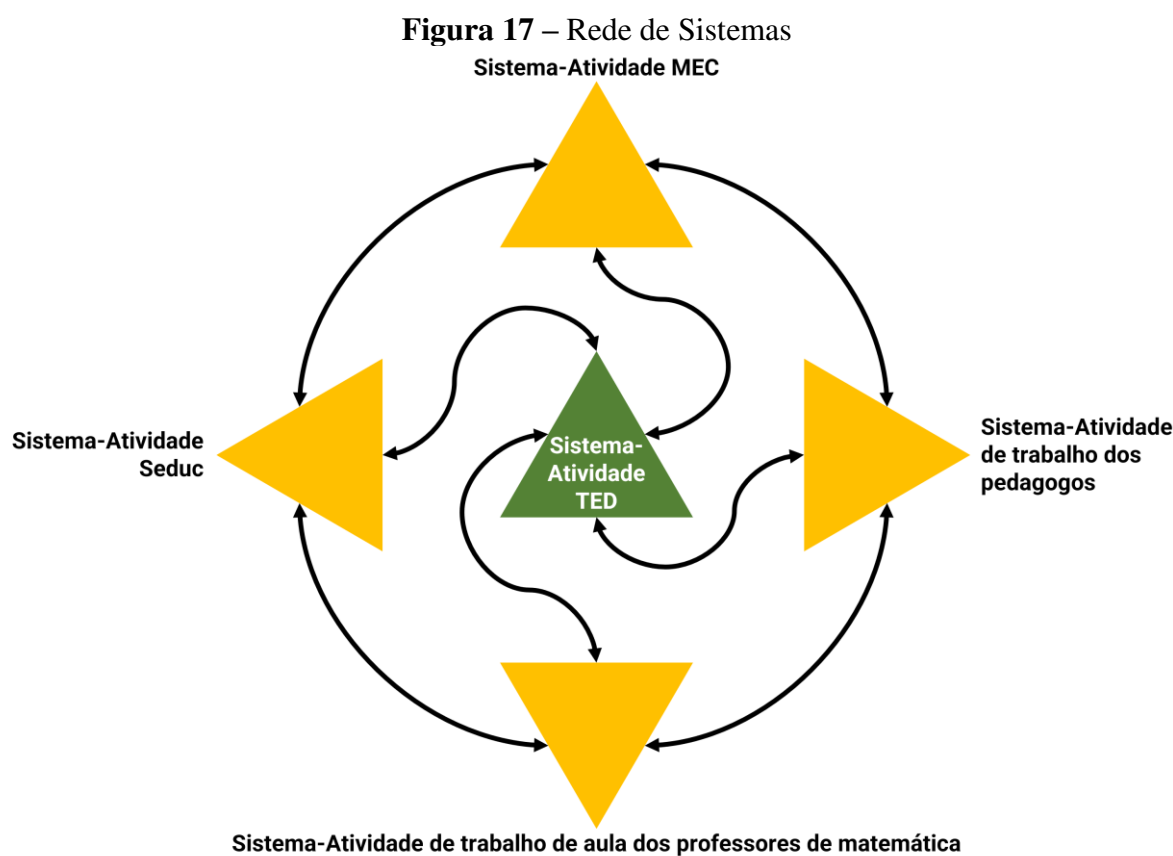 Figura 17 – Rede de Sistemas
Sistema-Atividade MEC
Sistema-Atividade
Seduc
Sistema-
Atividade
TED
Sistema-Atividade
de trabalho dos
pedagogos
Sistema-Atividade de trabalho de aula dos professores de matemática